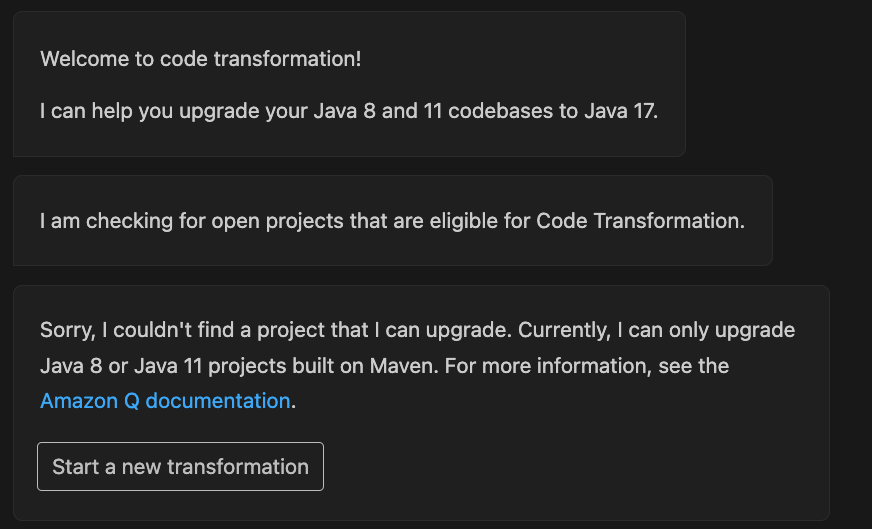 Welcome to code transformation!
I can help you upgrade your Java 8 and 11 codebases to Java 17.
I am checking for open projects that are eligible for Code Transformation.
Sorry, I couldn't find a project that I can upgrade. Currently, I can only upgrade
Java 8 or Java 11 projects built on Maven. For more information, see the
Amazon Q documentation.
Start a new transformation